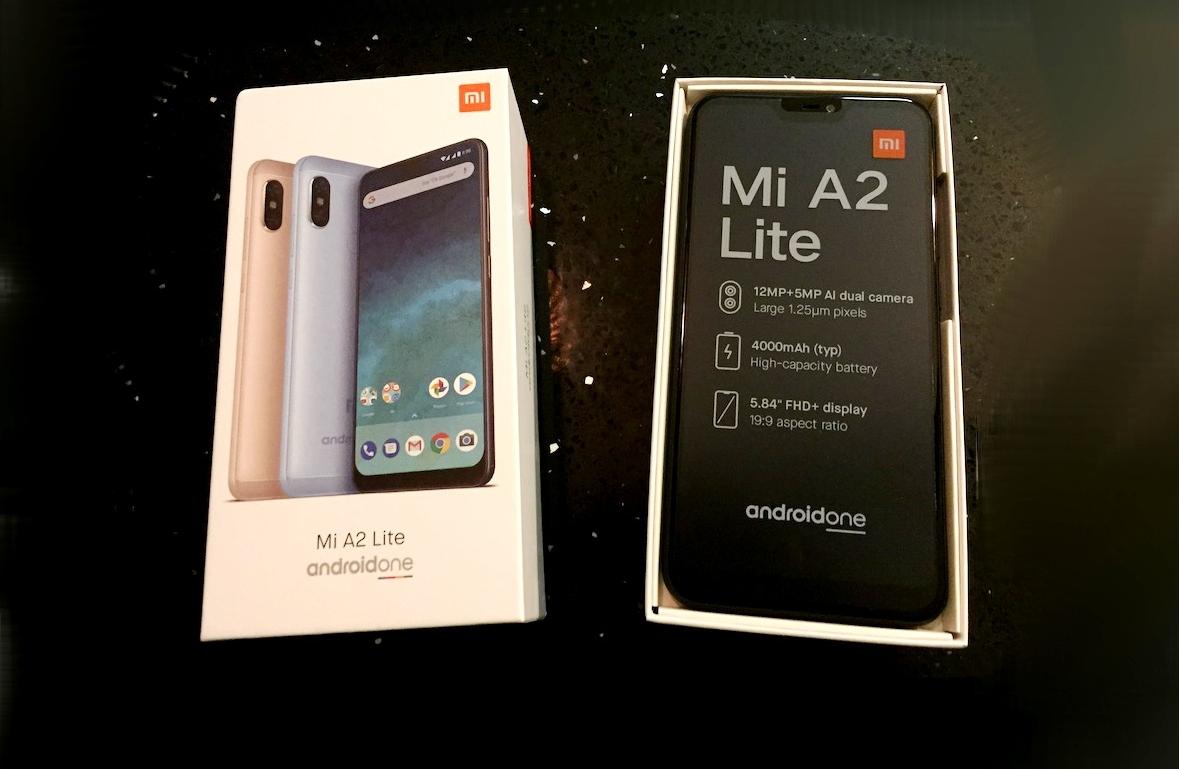 mi
Mi A2 Lite
androidone
mi
Mi A2
Lite
12MP+5MP AI dual camera
Large 1.25μm pixels
4000mAh (typ)
High-capacity battery
5.84" FHD+ display
19:9 aspect ratio
androidone